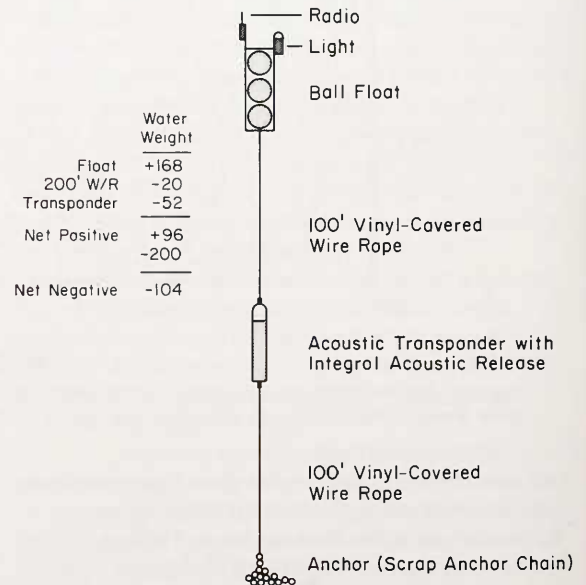 Radio
Light
Ball Float
Water
Weight
Float +168
200' W/R -20
Transponder -52
Net Positive +96
-200
Net Negative -104
100' Vinyl-Covered
Wire Rope
Acoustic Transponder with
Integral Acoustic Release
100' Vinyl-Covered
Wire Rope
Anchor (Scrap Anchor Chain)